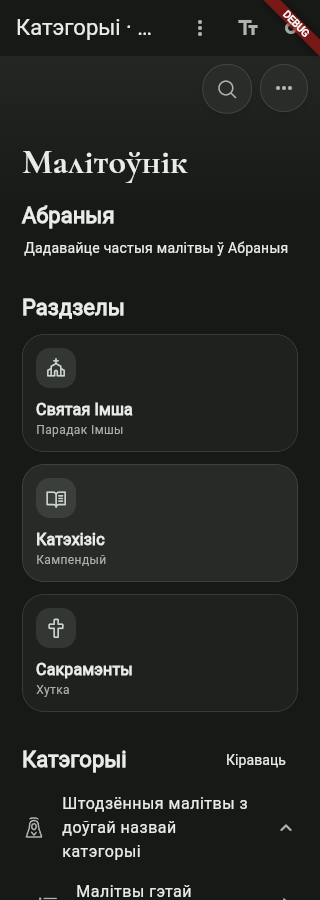 Катэгорыі · …
DEBUG
Малітоўнік
Абраныя
Дадавайце частыя малітвы ў Абраныя
Раздзелы
Святая Імша
Парадак Імшы
Катэхізіс
Кампендый
Сакрамэнты
Хутка
Катэгорыі
Кіраваць
Штодзённыя малітвы з
доўгай назвай
катэгорыі
Малітвы гэтай